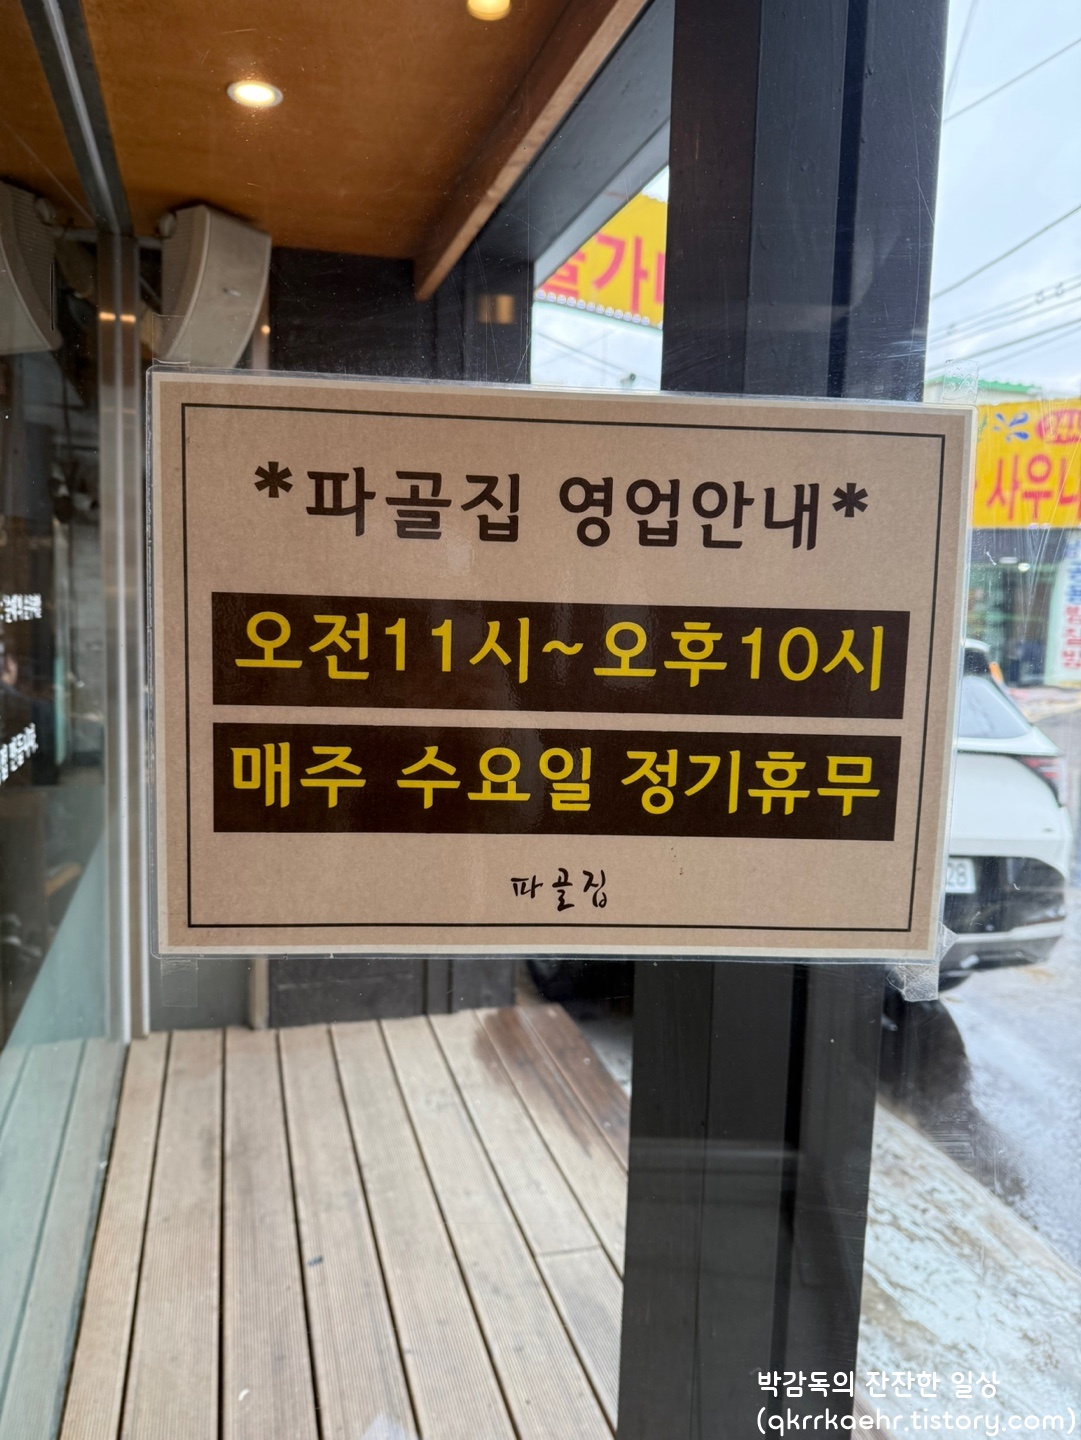 *파골집 영업안내*
오전11시~오후10시
매주 수요일 정기휴무
파골집
사우나
28
박감독의 잔잔한 일상
(qkrrkaehr.tistory.com)